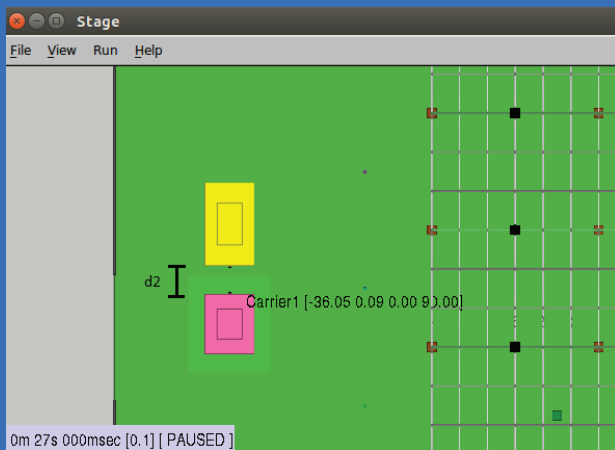 Stage
File View Run Help
d2
Carrier1 [-36.05 0.09 0.00 90.00]
0m 27s 000msec [0.1] [ PAUSED ]